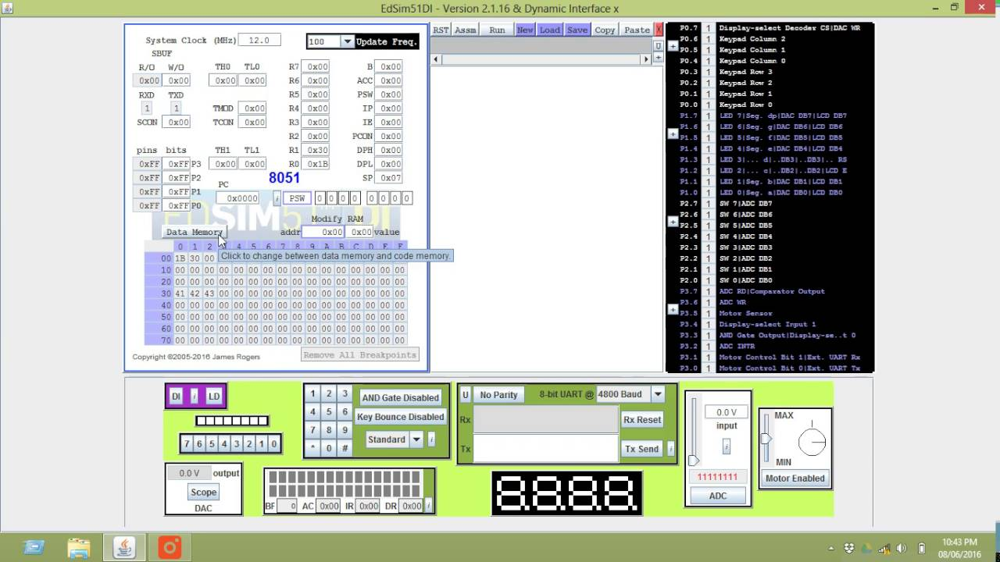 EdSim51DI - Version 2.1.16 & Dynamic Interface x
System Clock (MHz) 12.0
100 Update Freq.
SBUF
R/O W/O TH0 TL0 R7 0x00 B 0x00
0x00 0x00 0x00 0x00 R6 0x00 ACC 0x00
RXD TXD R5 0x00 PSW 0x00
1 1 TMOD 0x00 R4 0x00 IP 0x00
SCON 0x00 TCON 0x00 R3 0x00 IE 0x00
R2 0x00 PCON 0x00
pins bits TH1 TL1 R1 0x30 DPH 0x00
0xFF 0xFF P3 0x00 0x00 R0 0x1B DPL 0x00
0xFF 0xFF P2 8051 SP 0x07
0xFF 0xFF P1 PC 0x0000 i PSW 0 0 0 0 0 0 0 0
0xFF 0xFF P0
EDSIM51DI
Modify RAM
Data Memory addr 0x00 0x00 value
0 1 2 3 4 5 6 7 8 9 A B C D E F
00 1B 30 00
Click to change between data memory and code memory.
10 00 00 00 00 00 00 00 00 00 00 00 00 00 00 00 00
20 00 00 00 00 00 00 00 00 00 00 00 00 00 00 00 00
30 41 42 43 00 00 00 00 00 00 00 00 00 00 00 00 00
40 00 00 00 00 00 00 00 00 00 00 00 00 00 00 00 00
50 00 00 00 00 00 00 00 00 00 00 00 00 00 00 00 00
60 00 00 00 00 00 00 00 00 00 00 00 00 00 00 00 00
70 00 00 00 00 00 00 00 00 00 00 00 00 00 00 00 00
Copyright ©2005-2016 James Rogers
Remove All Breakpoints
RST Assm Run New Load Save Copy Paste X
U
P0.7 1 Display-select Decoder CS|DAC WR
P0.6 1 Keypad Column 2
P0.5 1 Keypad Column 1
P0.4 1 Keypad Column 0
P0.3 1 Keypad Row 3
P0.2 1 Keypad Row 2
P0.1 1 Keypad Row 1
P0.0 1 Keypad Row 0
P1.7 1 LED 7|Seg. dp|DAC DB7|LCD DB7
P1.6 1 LED 6|Seg. g|DAC DB6|LCD DB6
P1.5 1 LED 5|Seg. f|DAC DB5|LCD DB5
P1.4 1 LED 4|Seg. e|DAC DB4|LCD DB4
P1.3 1 LED 3|... d|..DB3|..DB3|.. RS
P1.2 1 LED 2|... c|..DB2|..DB2|LCD E
P1.1 1 LED 1|Seg. b|DAC DB1|LCD DB1
P1.0 1 LED 0|Seg. a|DAC DB0|LCD DB0
P2.7 1 SW 7|ADC DB7
P2.6 1 SW 6|ADC DB6
P2.5 1 SW 5|ADC DB5
P2.4 1 SW 4|ADC DB4
P2.3 1 SW 3|ADC DB3
P2.2 1 SW 2|ADC DB2
P2.1 1 SW 1|ADC DB1
P2.0 1 SW 0|ADC DB0
P3.7 1 ADC RD|Comparator Output
P3.6 1 ADC WR
P3.5 1 Motor Sensor
P3.4 1 Display-select Input 1
P3.3 1 AND Gate Output|Display-se..t 0
P3.2 1 ADC INTR
P3.1 1 Motor Control Bit 1|Ext. UART Rx
P3.0 1 Motor Control Bit 0|Ext. UART Tx
DI i LD
7 6 5 4 3 2 1 0
0.0 V output
Scope
DAC
1 2 3
4 5 6
7 8 9
* 0 #
AND Gate Disabled
Key Bounce Disabled
Standard i
BF 0 AC 0x00 IR 0x00 DR 0x00 i
U No Parity 8-bit UART @ 4800 Baud
Rx Rx Reset
Tx Tx Send i
8.8.8.8.
0.0 V
input
i
11111111
ADC
MAX
MIN
Motor Enabled
10:43 PM
08/06/2016